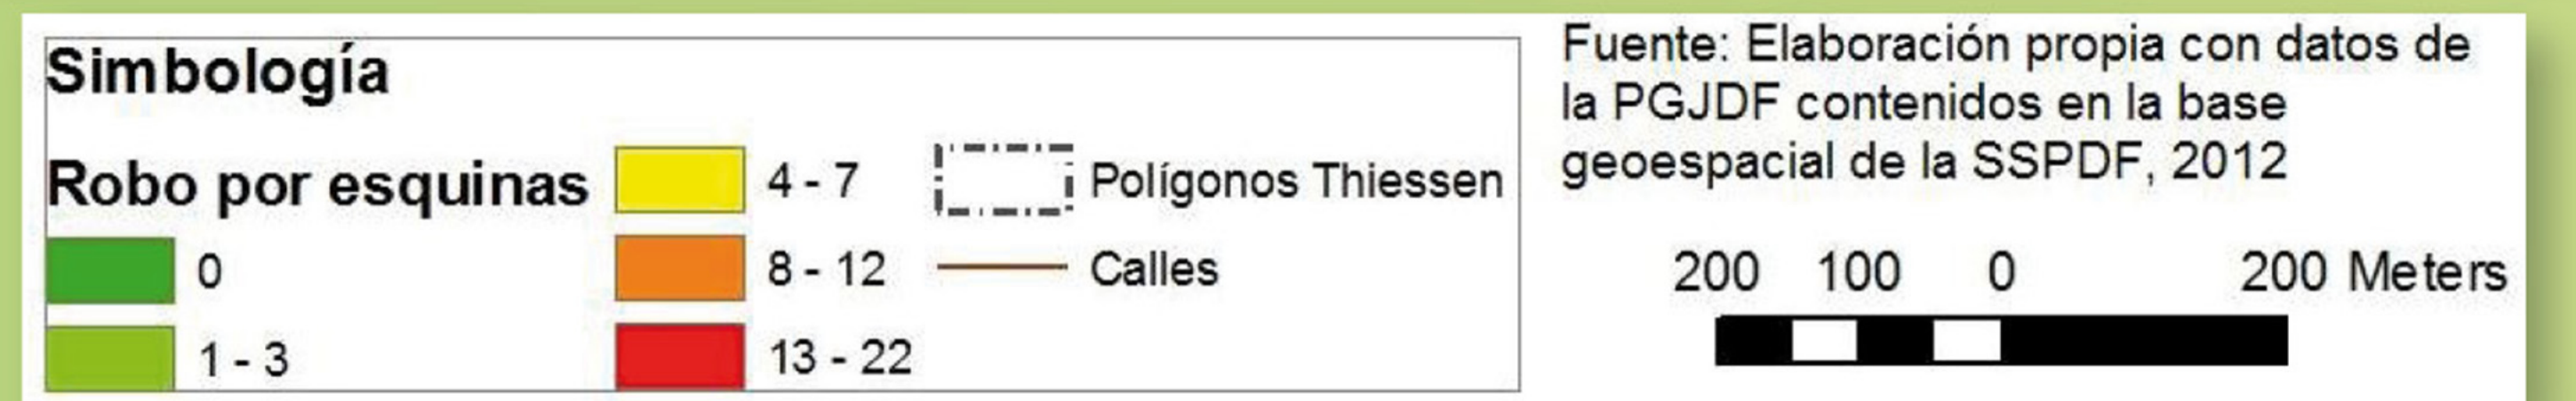 Simbología
Robo por esquinas
0
1 - 3
4 - 7
8 - 12
13 - 22
Polígonos Thiessen
Calles
Fuente: Elaboración propia con datos de
la PGJDF contenidos en la base
geoespacial de la SSPDF, 2012
200 100 0 200 Meters